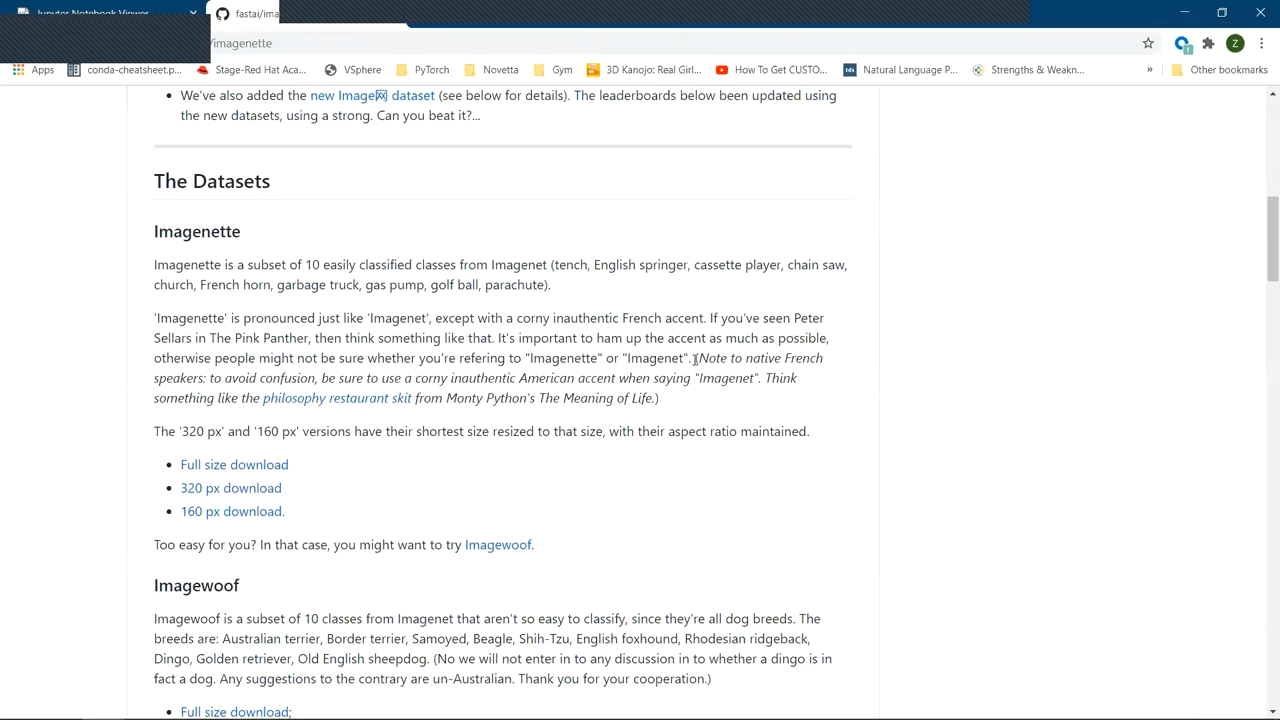 fastai/ima
/imagenette
Z
Apps conda-cheatsheet.p... Stage-Red Hat Aca... VSphere PyTorch Novetta Gym 3D Kanojo: Real Girl... How To Get CUSTO... tds Natural Language P... Strengths & Weakn... » Other bookmarks
We've also added the new Image网 dataset (see below for details). The leaderboards below been updated using
the new datasets, using a strong. Can you beat it?...
The Datasets
Imagenette
Imagenette is a subset of 10 easily classified classes from Imagenet (tench, English springer, cassette player, chain saw,
church, French horn, garbage truck, gas pump, golf ball, parachute).
'Imagenette' is pronounced just like 'Imagenet', except with a corny inauthentic French accent. If you've seen Peter
Sellars in The Pink Panther, then think something like that. It's important to ham up the accent as much as possible,
otherwise people might not be sure whether you're refering to "Imagenette" or "Imagenet". (Note to native French
speakers: to avoid confusion, be sure to use a corny inauthentic American accent when saying "Imagenet". Think
something like the philosophy restaurant skit from Monty Python's The Meaning of Life.)
The '320 px' and '160 px' versions have their shortest size resized to that size, with their aspect ratio maintained.
• Full size download
• 320 px download
• 160 px download.
Too easy for you? In that case, you might want to try Imagewoof.
Imagewoof
Imagewoof is a subset of 10 classes from Imagenet that aren't so easy to classify, since they're all dog breeds. The
breeds are: Australian terrier, Border terrier, Samoyed, Beagle, Shih-Tzu, English foxhound, Rhodesian ridgeback,
Dingo, Golden retriever, Old English sheepdog. (No we will not enter in to any discussion in to whether a dingo is in
fact a dog. Any suggestions to the contrary are un-Australian. Thank you for your cooperation.)
• Full size download;